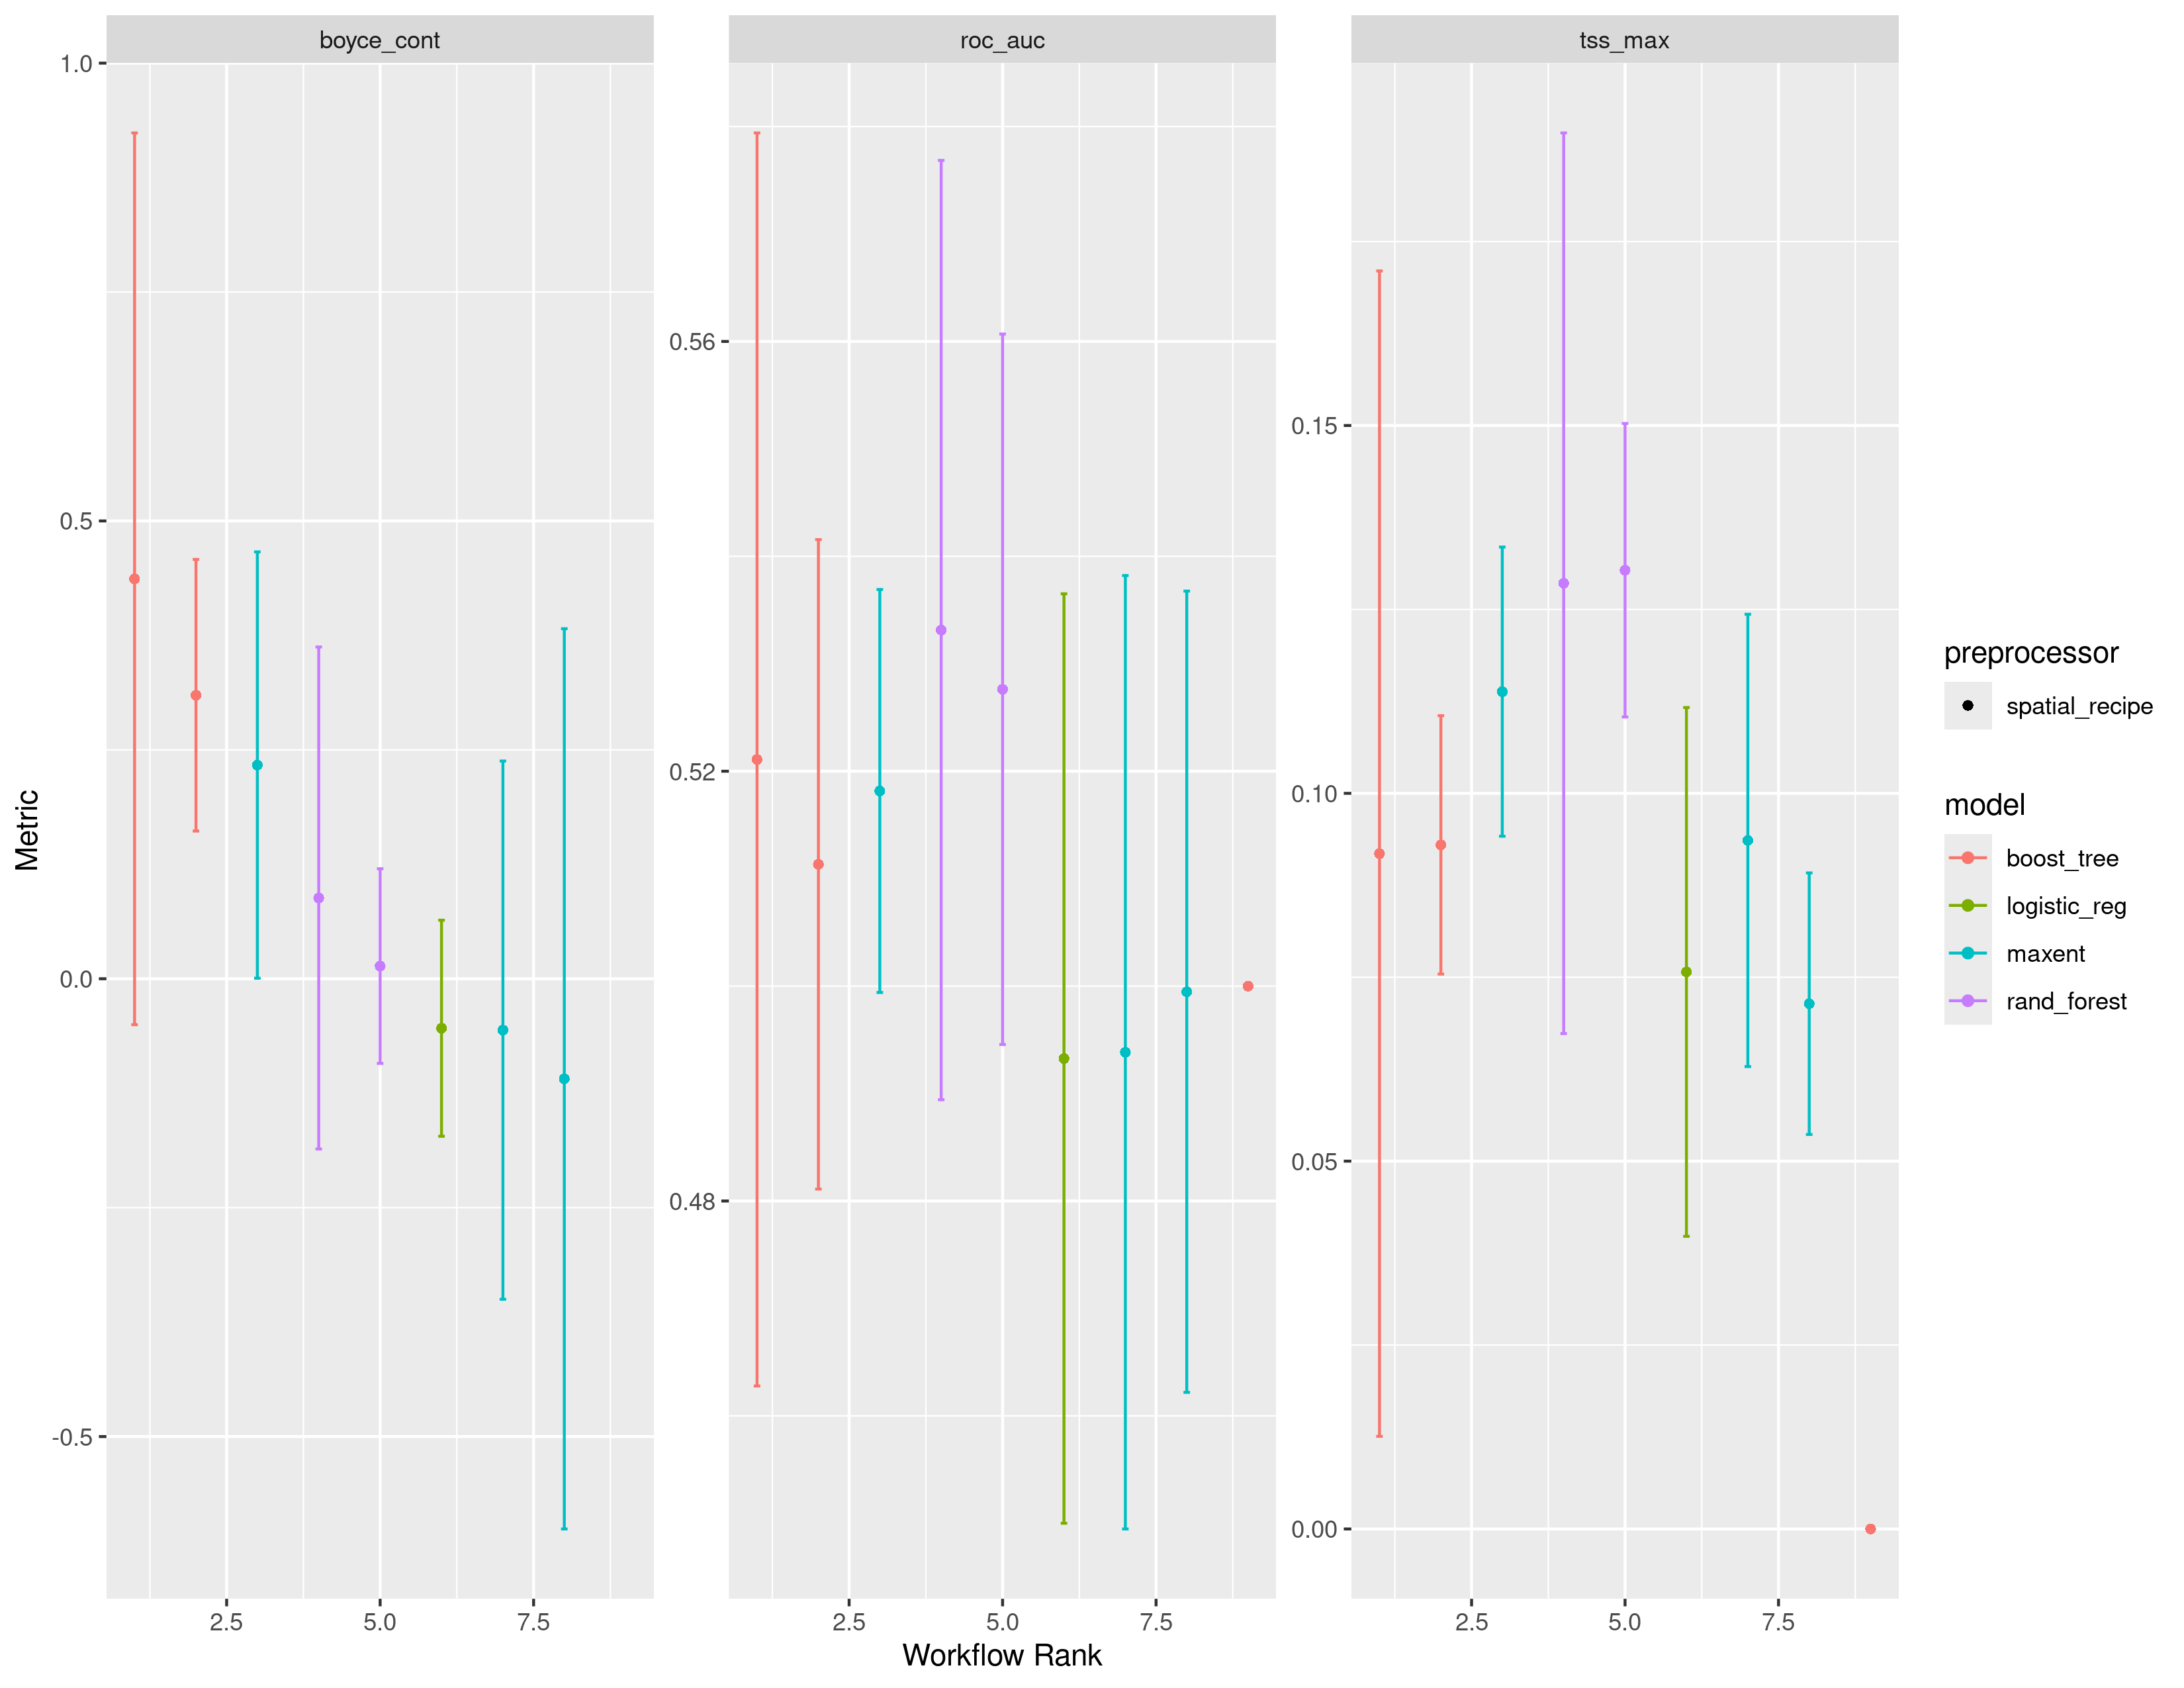 boyce_cont
roc_auc
tss_max
1.0
0.5
0.0
-0.5
0.56
0.52
0.48
0.15
0.10
0.05
0.00
2.5
5.0
7.5
2.5
5.0
7.5
2.5
5.0
7.5
Metric
Workflow Rank
preprocessor
spatial_recipe
model
boost_tree
logistic_reg
maxent
rand_forest